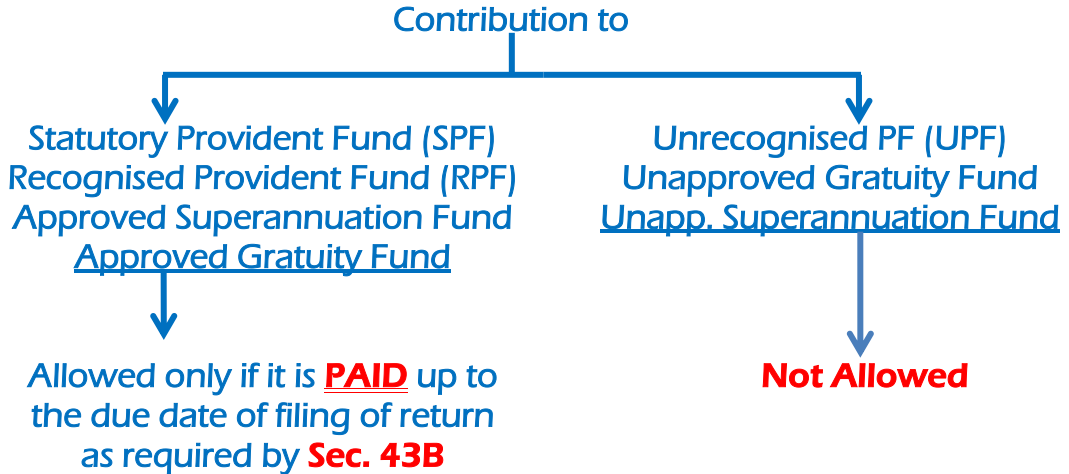 Contribution to
Statutory Provident Fund (SPF)
Recognised Provident Fund (RPF)
Approved Superannuation Fund
Approved Gratuity Fund
Allowed only if it is PAID up to
the due date of filing of return
as required by Sec. 43B
Unrecognised PF (UPF)
Unapproved Gratuity Fund
Unapp. Superannuation Fund
Not Allowed